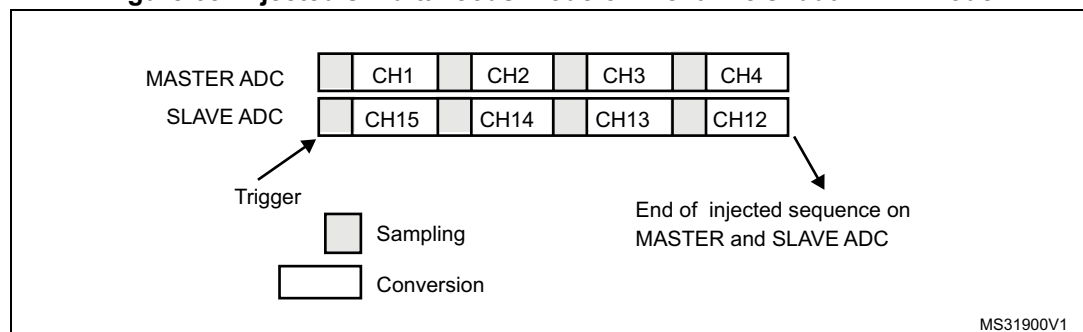 MASTER ADC CH1 CH2 CH3 CH4
SLAVE ADC CH15 CH14 CH13 CH12
Trigger
End of injected sequence on
MASTER and SLAVE ADC
Sampling
Conversion
MS31900V1